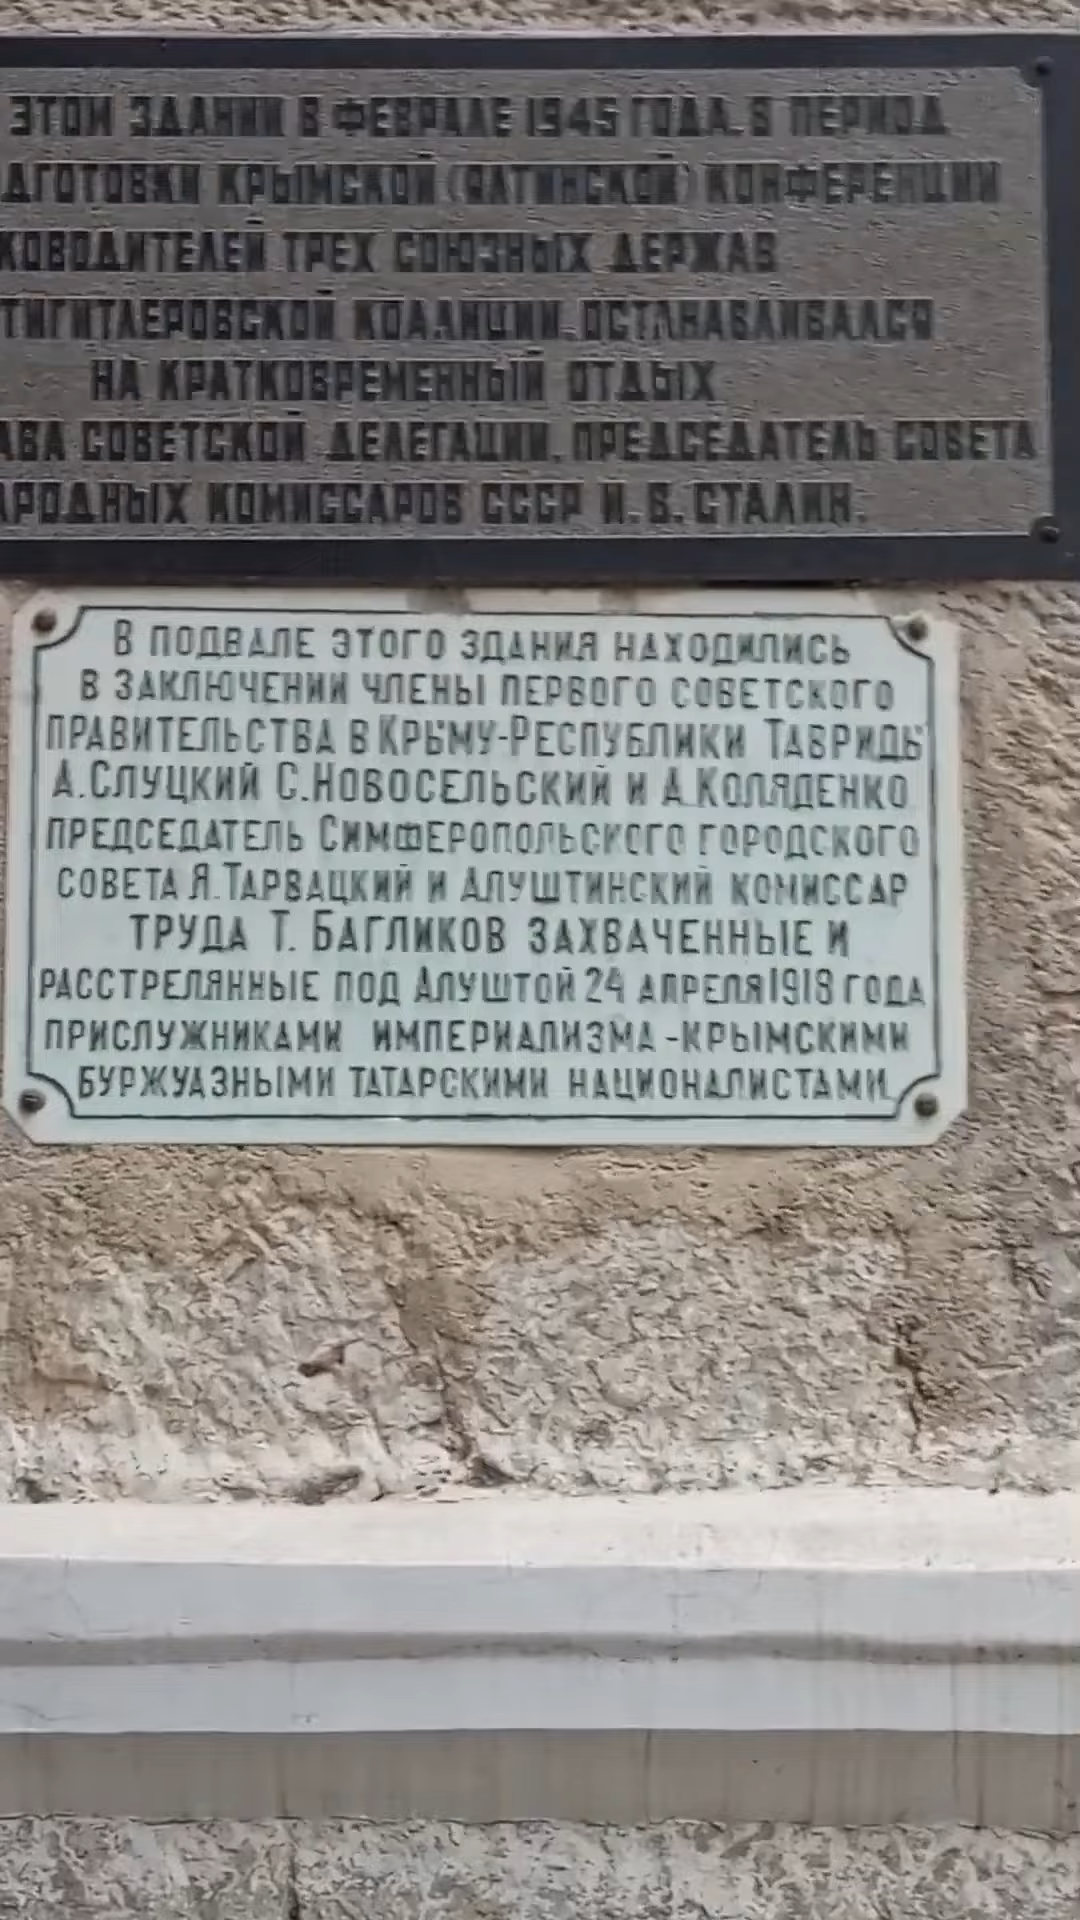 ЭТОМ ЗДАНИИ В ФЕВРАЛЕ 1945 ГОДА, В ПЕРИОД
ДГОТОВКИ КРЫМСКОЙ (ЯЛТИНСКОЙ) КОНФЕРЕНЦИИ
КОВОДИТЕЛЕЙ ТРЕХ СОЮЗНЫХ ДЕРЖАВ
ТИГИТЛЕРОВСКОЙ КОАЛИЦИИ, ОСТАНАВЛИВАЛСЯ
НА КРАТКОВРЕМЕННЫЙ ОТДЫХ
АВА СОВЕТСКОЙ ДЕЛЕГАЦИИ, ПРЕДСЕДАТЕЛЬ СОВЕТА
АРОДНЫХ КОМИССАРОВ СССР И. В. СТАЛИН.
В ПОДВАЛЕ ЭТОГО ЗДАНИЯ НАХОДИЛИСЬ
В ЗАКЛЮЧЕНИИ ЧЛЕНЫ ПЕРВОГО СОВЕТСКОГО
ПРАВИТЕЛЬСТВА В КРЫМУ-РЕСПУБЛИКИ ТАВРИДЫ
А.СЛУЦКИЙ С.НОВОСЕЛЬСКИЙ И А.КОЛЯДЕНКО
ПРЕДСЕДАТЕЛЬ СИМФЕРОПОЛЬСКОГО ГОРОДСКОГО
СОВЕТА Я.ТАРВАЦКИЙ И АЛУШТИНСКИЙ КОМИССАР
ТРУДА Т. БАГЛИКОВ ЗАХВАЧЕННЫЕ И
РАССТРЕЛЯННЫЕ ПОД АЛУШТОЙ 24 АПРЕЛЯ 1918 ГОДА
ПРИСЛУЖНИКАМИ ИМПЕРИАЛИЗМА-КРЫМСКИМИ
БУРЖУАЗНЫМИ ТАТАРСКИМИ НАЦИОНАЛИСТАМИ.